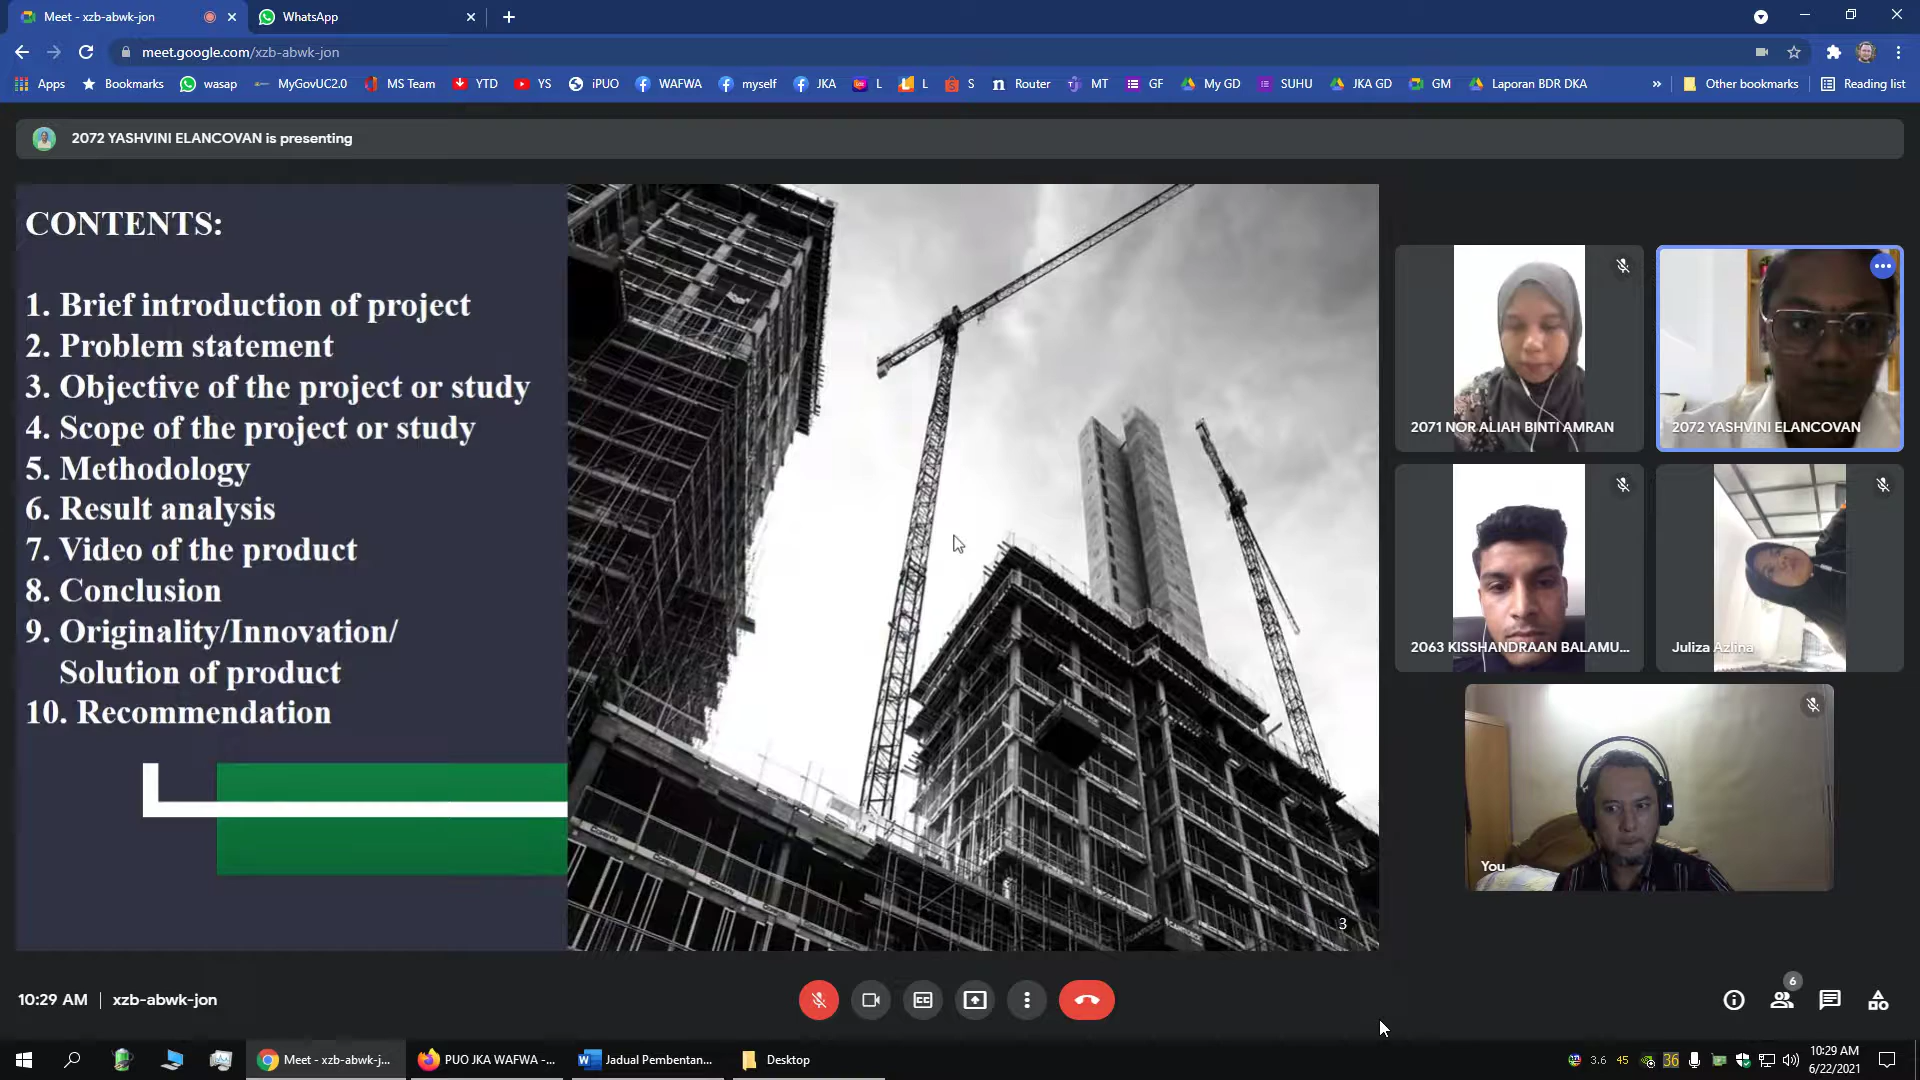 Meet - xzb-abwk-jon
WhatsApp
meet.google.com/xzb-abwk-jon
Apps Bookmarks wasap MyGovUC2.0 MS Team YTD YS iPUO WAFWA myself JKA L L S Router MT GF My GD SUHU JKA GD GM Laporan BDR DKA » Other bookmarks Reading list
2072 YASHVINI ELANCOVAN is presenting
CONTENTS:
1. Brief introduction of project
2. Problem statement
3. Objective of the project or study
4. Scope of the project or study
5. Methodology
6. Result analysis
7. Video of the product
8. Conclusion
9. Originality/Innovation/
Solution of product
10. Recommendation
3
2071 NOR ALIAH BINTI AMRAN
2072 YASHVINI ELANCOVAN
2063 KISSHANDRAAN BALAMU...
Juliza Azlina
You
10:29 AM | xzb-abwk-jon
CC
6
Meet - xzb-abwk-j...
PUO JKA WAFWA -...
Jadual Pembentan...
Desktop
3.6 45 36
10:29 AM
6/22/2021